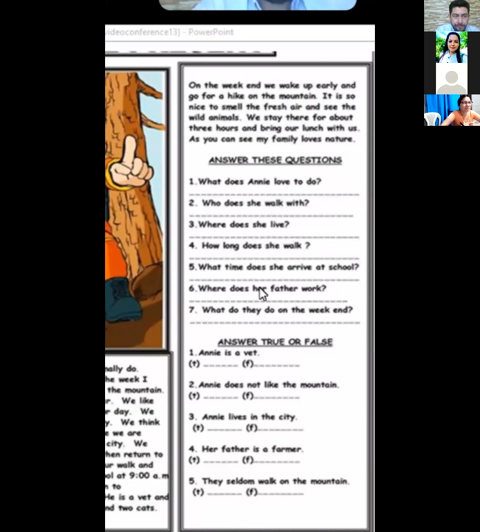 videoconference13] - PowerPoint
On the week end we wake up early and
go for a hike on the mountain. It is so
nice to smell the fresh air and see the
wild animals. We stay there for about
three hours and bring our lunch with us.
As you can see my family loves nature.
ANSWER THESE QUESTIONS
1.What does Annie love to do?
2. Who does she walk with?
3.Where does she live?
4. How long does she walk ?
5.What time does she arrive at school?
6.Where does her father work?
7. What do they do on the week end?
ANSWER TRUE OR FALSE
1.Annie is a vet.
(t) ............ (f)..............
2.Annie does not like the mountain.
(t) ............ (f)..............
3. Annie lives in the city.
(t) ............ (f)..............
4. Her father is a farmer.
(t) ............ (f)..............
5. They seldom walk on the mountain.
(t) ............ (f)..............
nally do.
he week I
the mountain.
r. We like
r day. We
y. We think
e we are
city. We
hen return to
ur walk and
ol at 9:00 a.m
n to
He is a vet and
nd two cats.